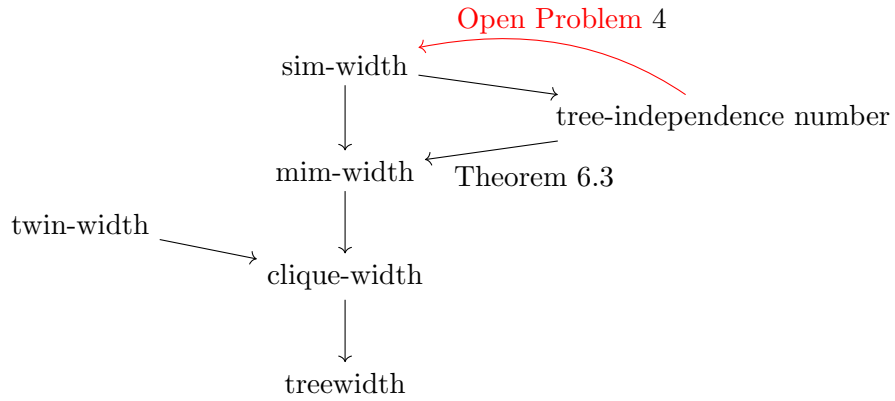 Open Problem 4
sim-width
tree-independence number
mim-width
Theorem 6.3
twin-width
clique-width
treewidth